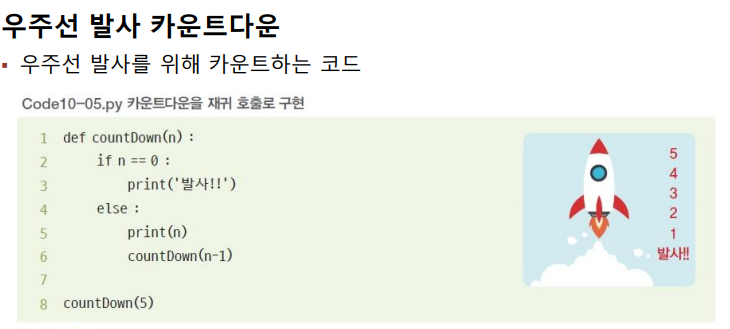 우주선 발사 카운트다운
▪ 우주선 발사를 위해 카운트하는 코드
Code10-05.py 카운트다운을 재귀 호출로 구현
1 def countDown(n) :
2     if n == 0 :
3         print('발사!!')
4     else :
5         print(n)
6         countDown(n-1)
7
8 countDown(5)
5
4
3
2
1
발사!!